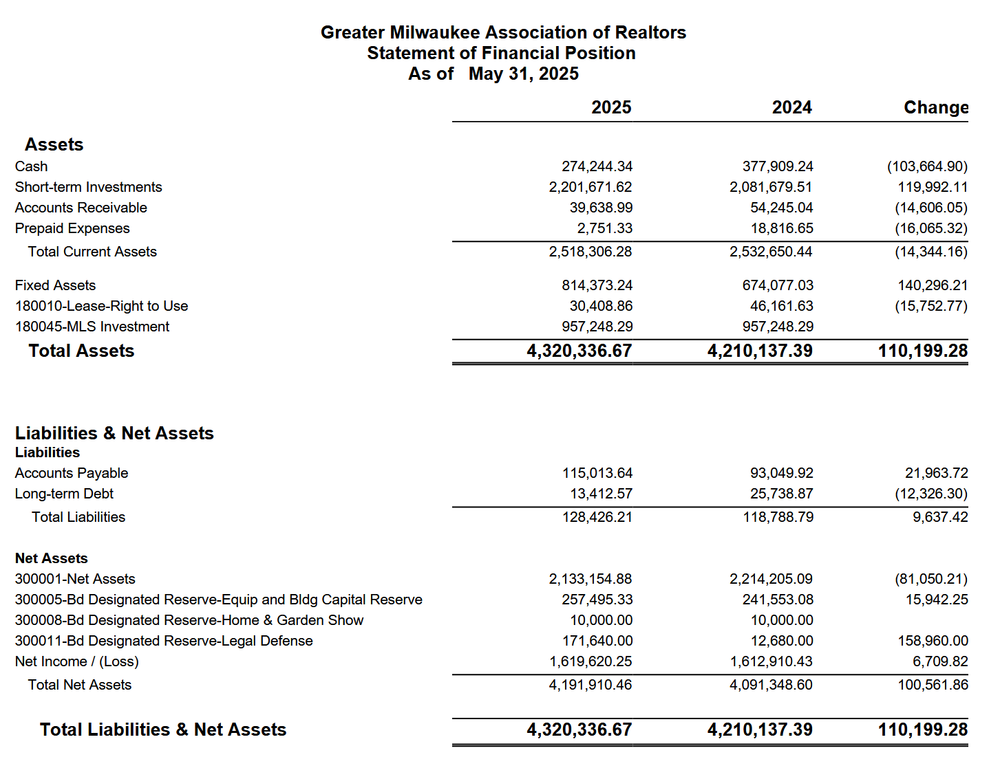 Greater Milwaukee Association of Realtors
Statement of Financial Position
As of May 31, 2025
2025 2024 Change
Assets
Cash 274,244.34 377,909.24 (103,664.90)
Short-term Investments 2,201,671.62 2,081,679.51 119,992.11
Accounts Receivable 39,638.99 54,245.04 (14,606.05)
Prepaid Expenses 2,751.33 18,816.65 (16,065.32)
Total Current Assets 2,518,306.28 2,532,650.44 (14,344.16)
Fixed Assets 814,373.24 674,077.03 140,296.21
180010-Lease-Right to Use 30,408.86 46,161.63 (15,752.77)
180045-MLS Investment 957,248.29 957,248.29
Total Assets 4,320,336.67 4,210,137.39 110,199.28
Liabilities & Net Assets
Liabilities
Accounts Payable 115,013.64 93,049.92 21,963.72
Long-term Debt 13,412.57 25,738.87 (12,326.30)
Total Liabilities 128,426.21 118,788.79 9,637.42
Net Assets
300001-Net Assets 2,133,154.88 2,214,205.09 (81,050.21)
300005-Bd Designated Reserve-Equip and Bldg Capital Reserve 257,495.33 241,553.08 15,942.25
300008-Bd Designated Reserve-Home & Garden Show 10,000.00 10,000.00
300011-Bd Designated Reserve-Legal Defense 171,640.00 12,680.00 158,960.00
Net Income / (Loss) 1,619,620.25 1,612,910.43 6,709.82
Total Net Assets 4,191,910.46 4,091,348.60 100,561.86
Total Liabilities & Net Assets 4,320,336.67 4,210,137.39 110,199.28